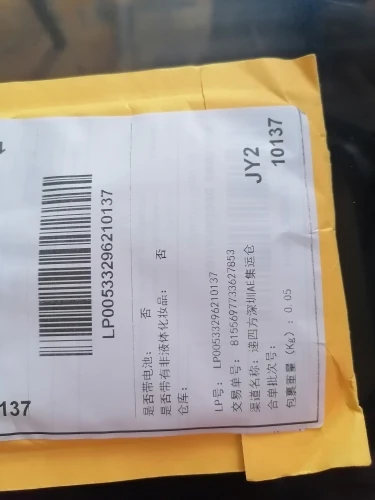 LP00533296210137
是否带电池： 否
是否带有非液体化妆品： 否
仓库：
LP号： LP00533296210137
交易单号： 8155697733627853
渠道名称：递四方深圳AE集运仓
合单批次号：
包裹重量（Kg）：0.05
JY2
10137
137